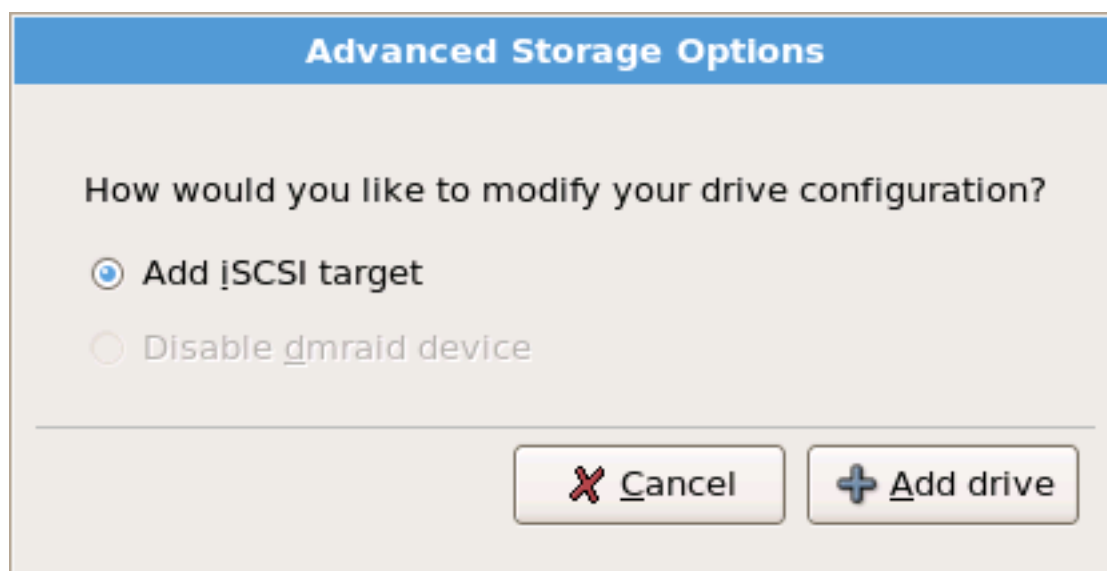 Advanced Storage Options
How would you like to modify your drive configuration?
Add iSCSI target
Disable dmraid device
Cancel
Add drive